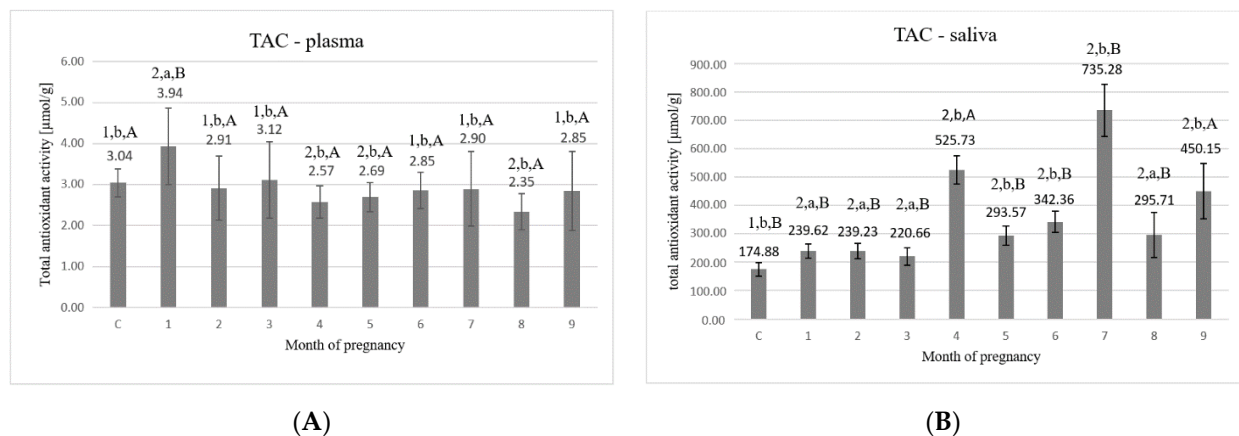 TAC - plasma
Total antioxidant activity [µmol/g]
6.00
5.00
4.00
3.00
2.00
1.00
0.00
1,b,A
3.04
2,a,B
3.94
1,b,A
2.91
1,b,A
3.12
2,b,A
2.57
2,b,A
2.69
1,b,A
2.85
1,b,A
2.90
2,b,A
2.35
1,b,A
2.85
C 1 2 3 4 5 6 7 8 9
Month of pregnancy
(A)
TAC - saliva
total antioxidant activity [µmol/g]
900.00
800.00
700.00
600.00
500.00
400.00
300.00
200.00
100.00
0.00
1,b,B
174.88
2,a,B
239.62
2,a,B
239.23
2,a,B
220.66
2,b,A
525.73
2,b,B
293.57
2,b,B
342.36
2,b,B
735.28
2,a,B
295.71
2,b,A
450.15
C 1 2 3 4 5 6 7 8 9
Month of pregnancy
(B)